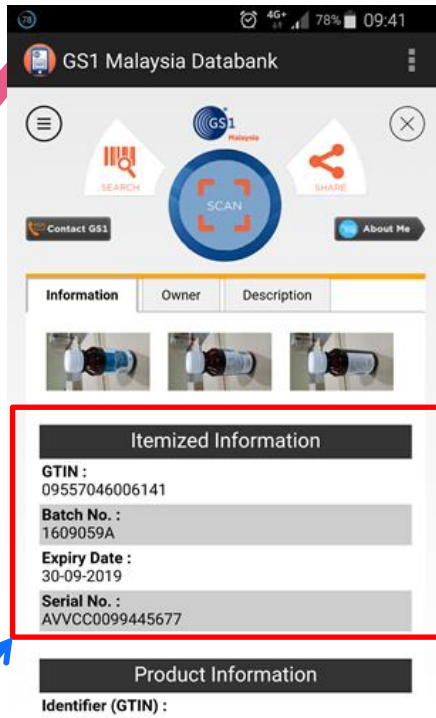 78
4G+
78%
09:41
GS1 Malaysia Databank
GS1
Malaysia
SEARCH
SCAN
SHARE
Contact GS1
About Me
Information
Owner
Description
Itemized Information
GTIN :
09557046006141
Batch No. :
1609059A
Expiry Date :
30-09-2019
Serial No. :
AVVCC0099445677
Product Information
Identifier (GTIN) :